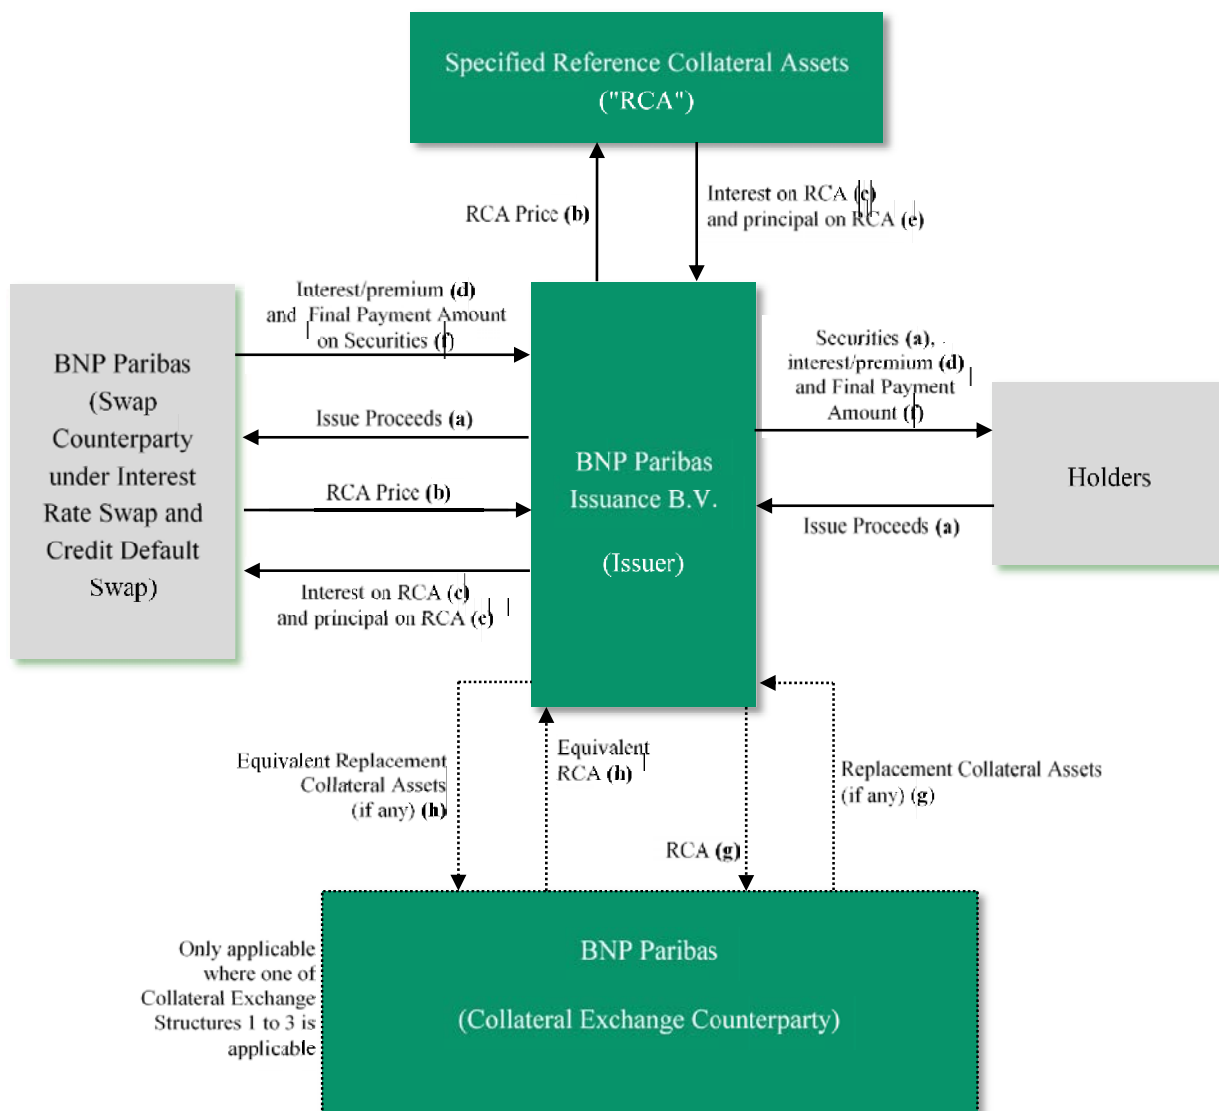 Specified Reference Collateral Assets
("RCA")
RCA Price (b)
Interest on RCA (c)
and principal on RCA (e)
Interest/premium (d)
and Final Payment Amount
on Securities (f)
Issue Proceeds (a)
RCA Price (b)
Interest on RCA (c)
and principal on RCA (e)
BNP Paribas
(Swap
Counterparty
under Interest
Rate Swap and
Credit Default
Swap)
BNP Paribas
Issuance B.V.
(Issuer)
Securities (a),
interest/premium (d)
and Final Payment
Amount (f)
Issue Proceeds (a)
Holders
Equivalent Replacement
Collateral Assets
(if any) (h)
Equivalent
RCA (h)
RCA (g)
Replacement Collateral Assets
(if any) (g)
Only applicable
where one of
Collateral Exchange
Structures 1 to 3 is
applicable
BNP Paribas
(Collateral Exchange Counterparty)